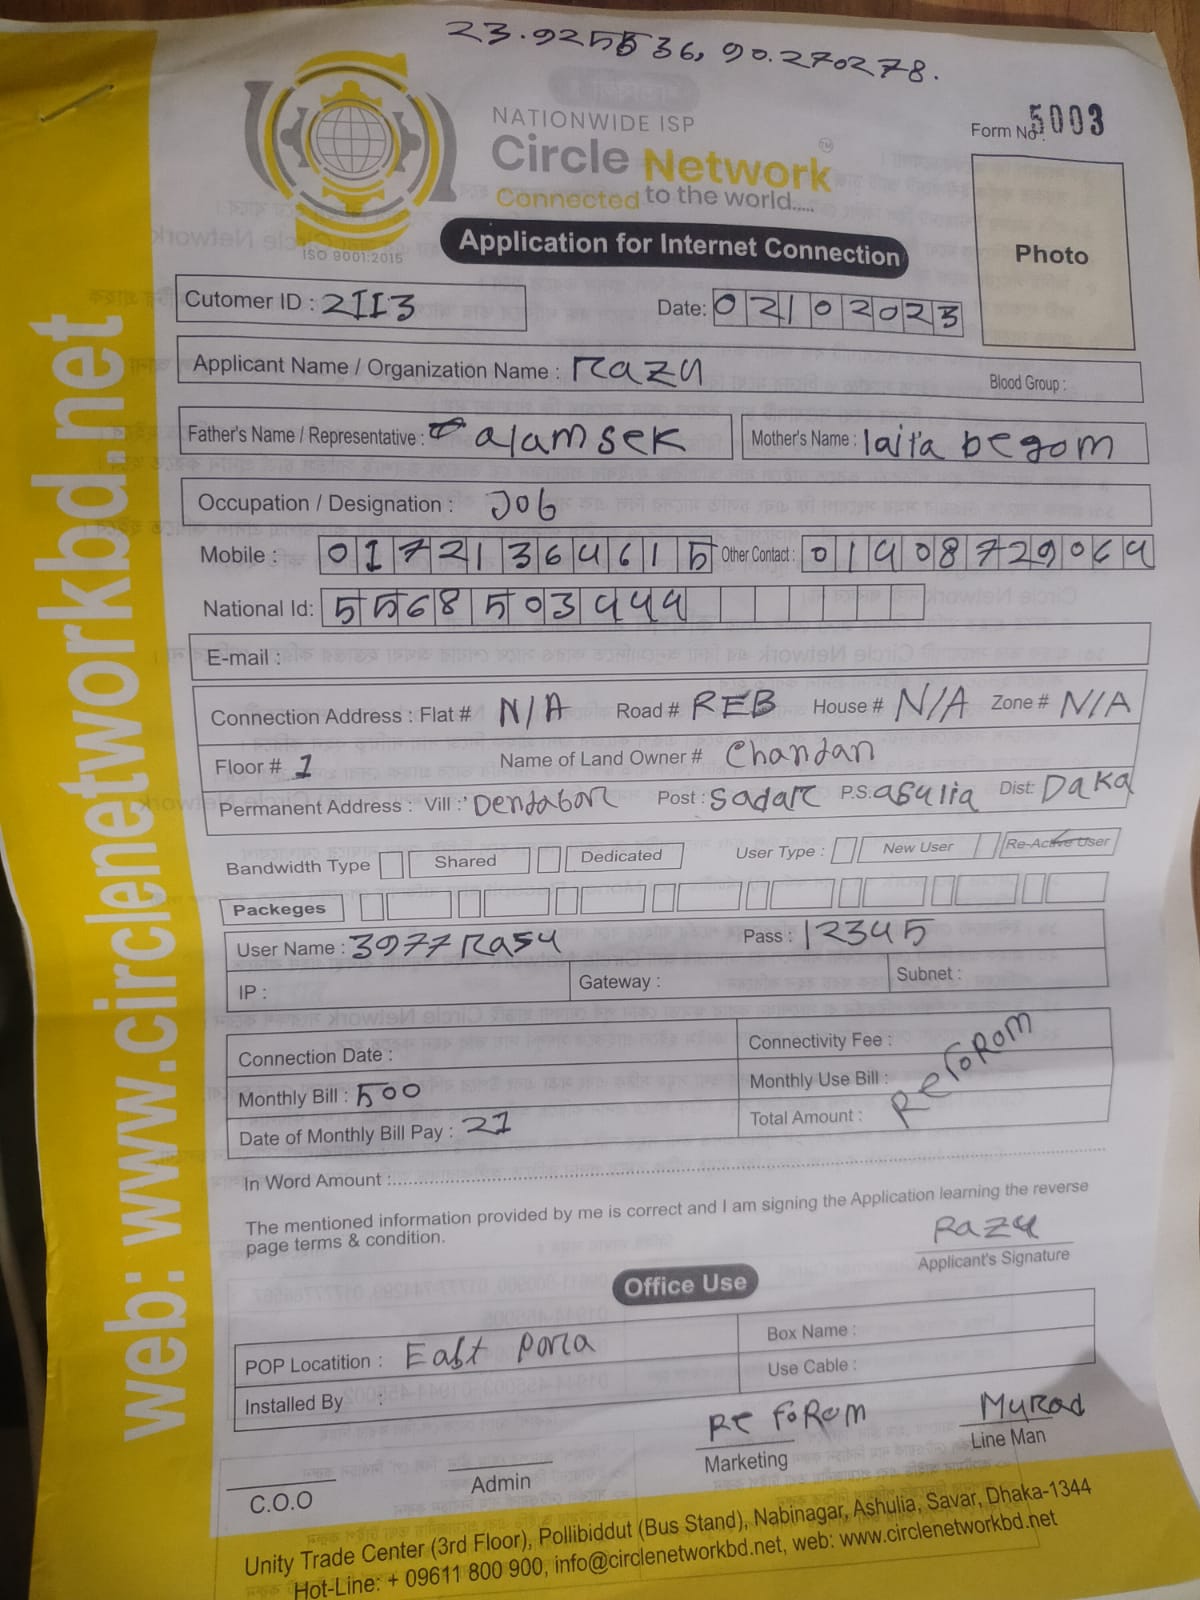 23.925536, 90.270278.
NATIONWIDE ISP
Circle Network
TM
Connected to the world.....
ISO 9001:2015
Form No. 5003
Application for Internet Connection
Photo
Cutomer ID : 2113
Date: 02102023
Applicant Name / Organization Name : Razu
Blood Group :
Father's Name / Representative : alamsek
Mother's Name : laita begom
Occupation / Designation : Job
Mobile : 01721364615 Other Contact : 01908729069
National Id: 5568503999
E-mail :
Connection Address : Flat # N/A Road # REB House # N/A Zone # N/A
Floor # 1 Name of Land Owner # Chandan
Permanent Address : Vill : Dendabor Post : Sadar P.S: asulia Dist: Daka
Bandwidth Type Shared Dedicated User Type : New User Re-Active User
Packeges
User Name : 3977Rasu Pass : 12345
IP : Gateway : Subnet :
Connection Date : Connectivity Fee :
Monthly Bill : 500 Monthly Use Bill :
Date of Monthly Bill Pay : 21 Total Amount :
ReFoRom
In Word Amount :
The mentioned information provided by me is correct and I am signing the Application learning the reverse
page terms & condition.
Razu
Applicant's Signature
Office Use
POP Locatition : East Para Box Name :
Installed By : Use Cable :
Re FoRom Murad
C.O.O Admin Marketing Line Man
Unity Trade Center (3rd Floor), Pollibiddut (Bus Stand), Nabinagar, Ashulia, Savar, Dhaka-1344
Hot-Line: + 09611 800 900, info@circlenetworkbd.net, web: www.circlenetworkbd.net
web: www.circlenetworkbd.net